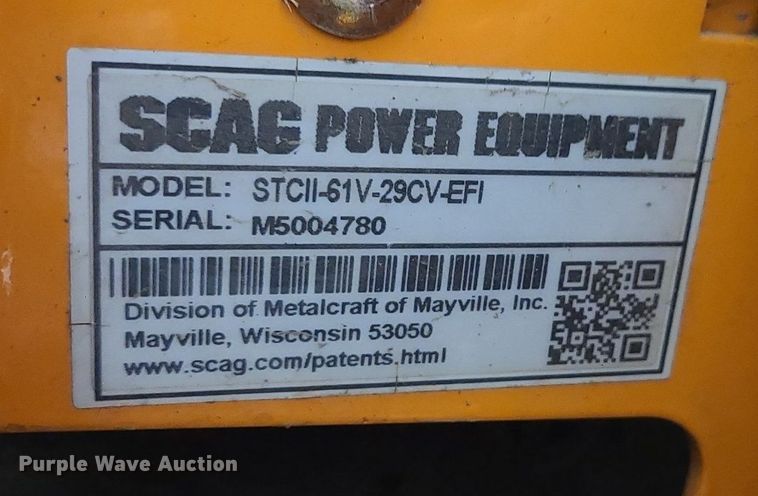 SCAG POWER EQUIPMENT
MODEL: STCII-61V-29CV-EFI
SERIAL: M5004780
Division of Metalcraft of Mayville, Inc.
Mayville, Wisconsin 53050
www.scag.com/patents.html
Purple Wave Auction